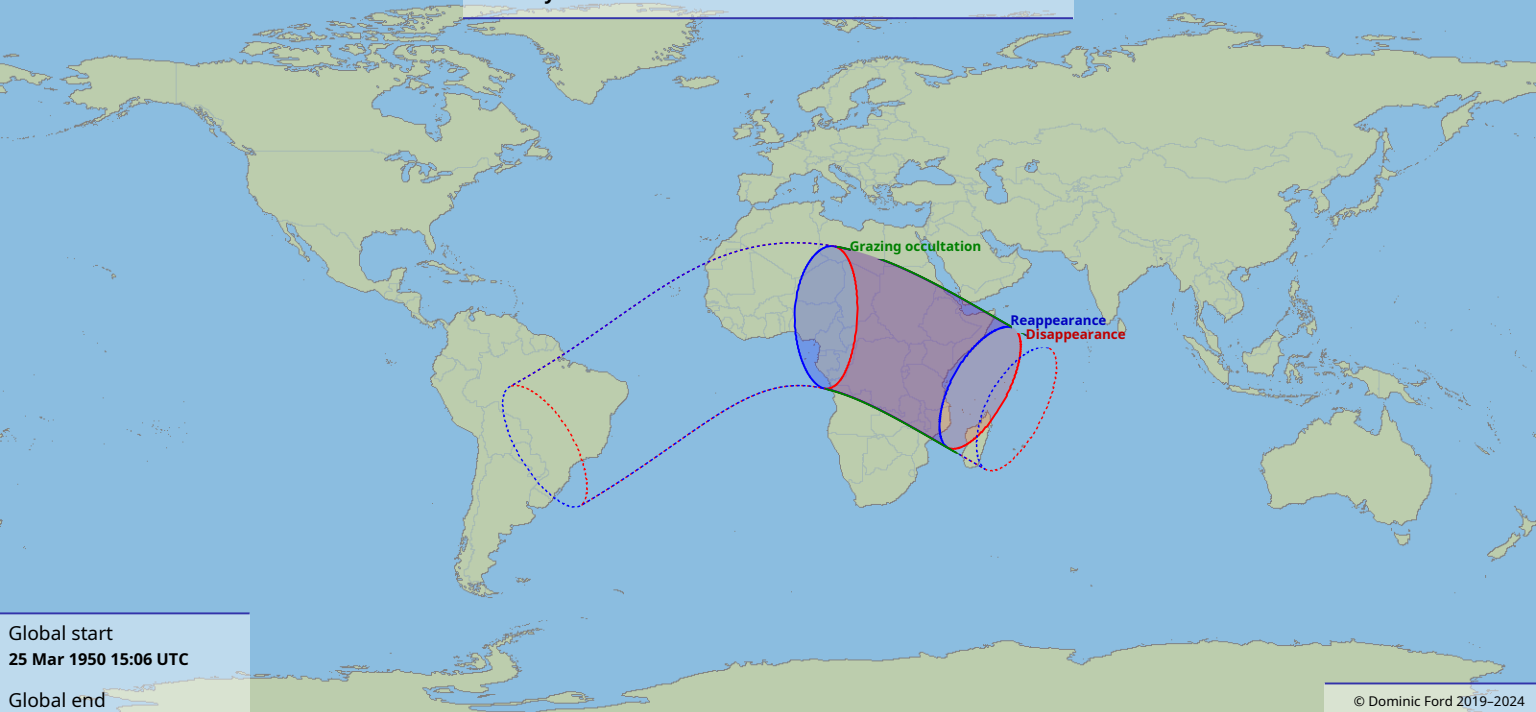 Grazing occultation
Reappearance
Disappearance
Global start
25 Mar 1950 15:06 UTC
Global end
© Dominic Ford 2019–2024